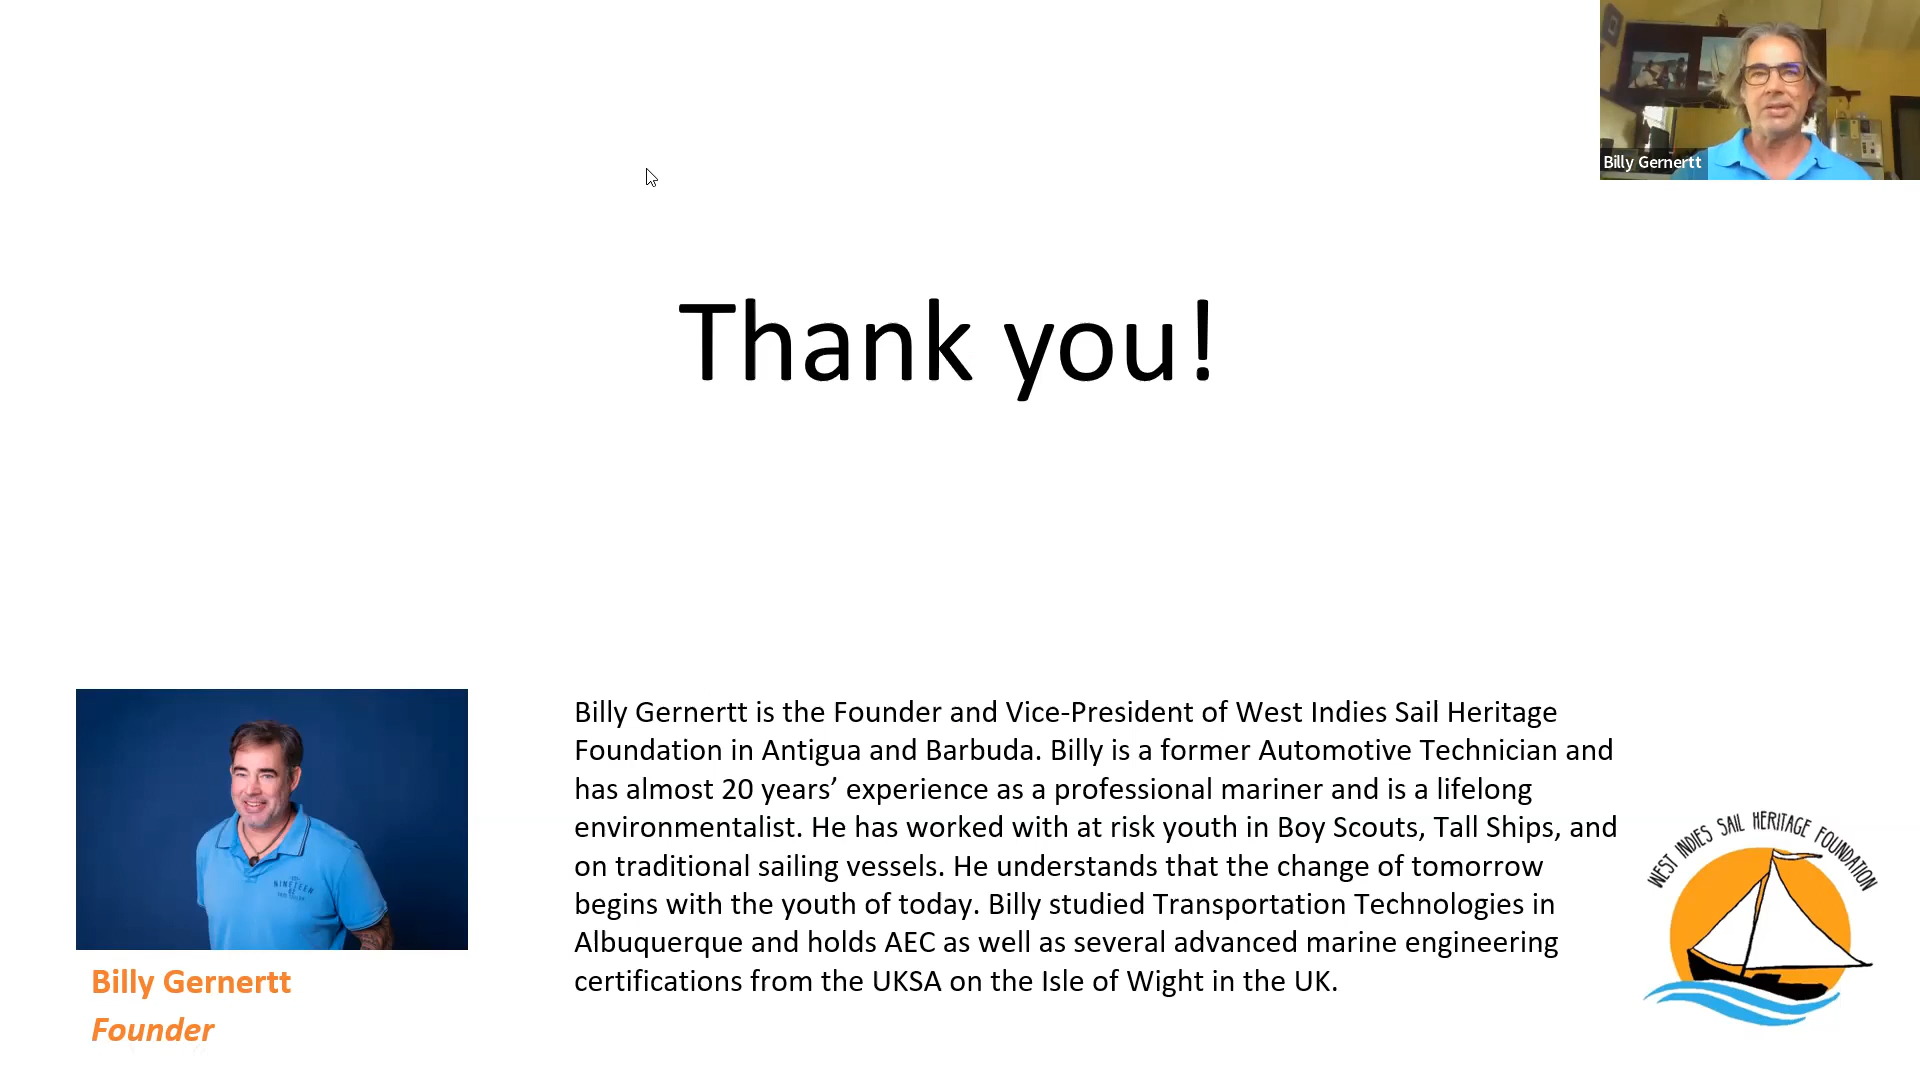 Billy Gernertt
Thank you!
Billy Gernertt is the Founder and Vice-President of West Indies Sail Heritage
Foundation in Antigua and Barbuda. Billy is a former Automotive Technician and
has almost 20 years’ experience as a professional mariner and is a lifelong
environmentalist. He has worked with at risk youth in Boy Scouts, Tall Ships, and
on traditional sailing vessels. He understands that the change of tomorrow
begins with the youth of today. Billy studied Transportation Technologies in
Albuquerque and holds AEC as well as several advanced marine engineering
certifications from the UKSA on the Isle of Wight in the UK.
NINETEEN
Billy Gernertt
Founder
WEST INDIES SAIL HERITAGE FOUNDATION